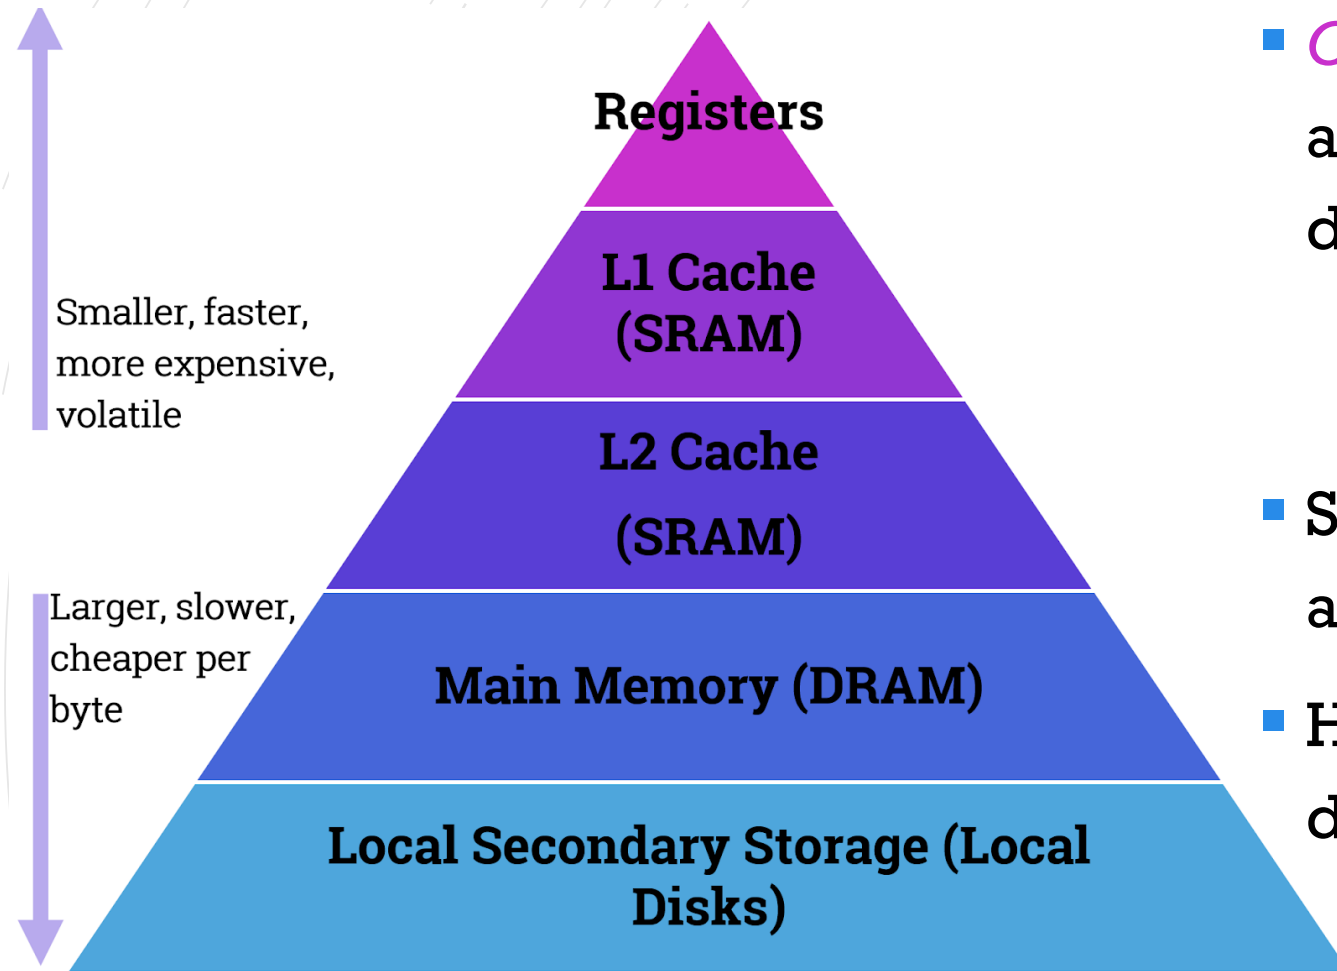 Registers
L1 Cache
(SRAM)
Smaller, faster,
more expensive,
volatile
L2 Cache
(SRAM)
Larger, slower,
cheaper per
byte
Main Memory (DRAM)
Local Secondary Storage (Local
Disks)